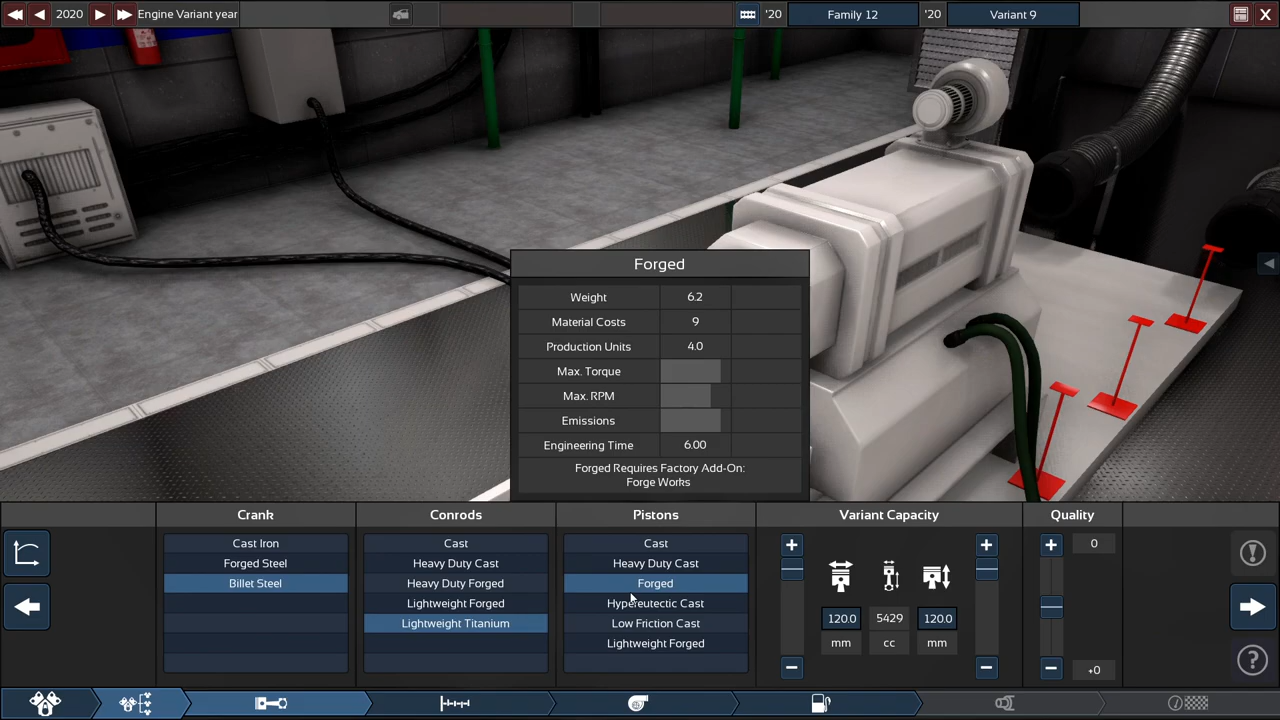 2020 Engine Variant year '20 Family 12 '20 Variant 9
Forged
Weight 6.2
Material Costs 9
Production Units 4.0
Max. Torque
Max. RPM
Emissions
Engineering Time 6.00
Forged Requires Factory Add-On:
Forge Works
Crank
Cast Iron
Forged Steel
Billet Steel
Conrods
Cast
Heavy Duty Cast
Heavy Duty Forged
Lightweight Forged
Lightweight Titanium
Pistons
Cast
Heavy Duty Cast
Forged
Hypereutectic Cast
Low Friction Cast
Lightweight Forged
Variant Capacity
120.0 5429 120.0
mm cc mm
Quality
0
+0